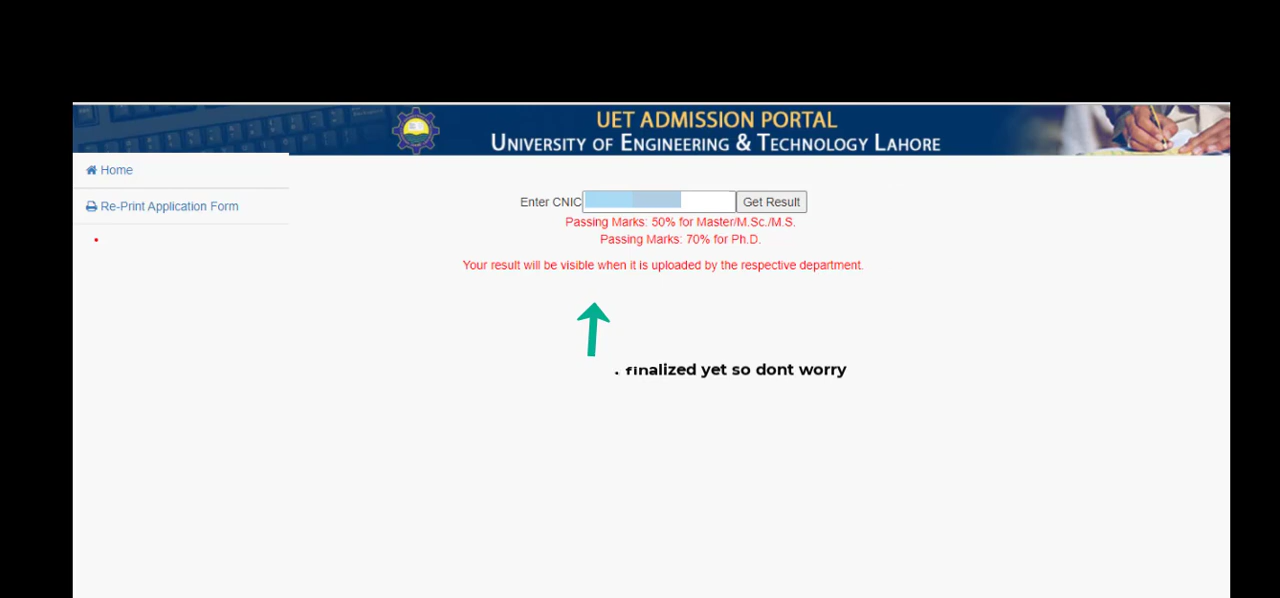 UET ADMISSION PORTAL
UNIVERSITY OF ENGINEERING & TECHNOLOGY LAHORE
Home
Re-Print Application Form
Enter CNIC Get Result
Passing Marks: 50% for Master/M.Sc./M.S.
Passing Marks: 70% for Ph.D.
Your result will be visible when it is uploaded by the respective department.
. finalized yet so dont worry